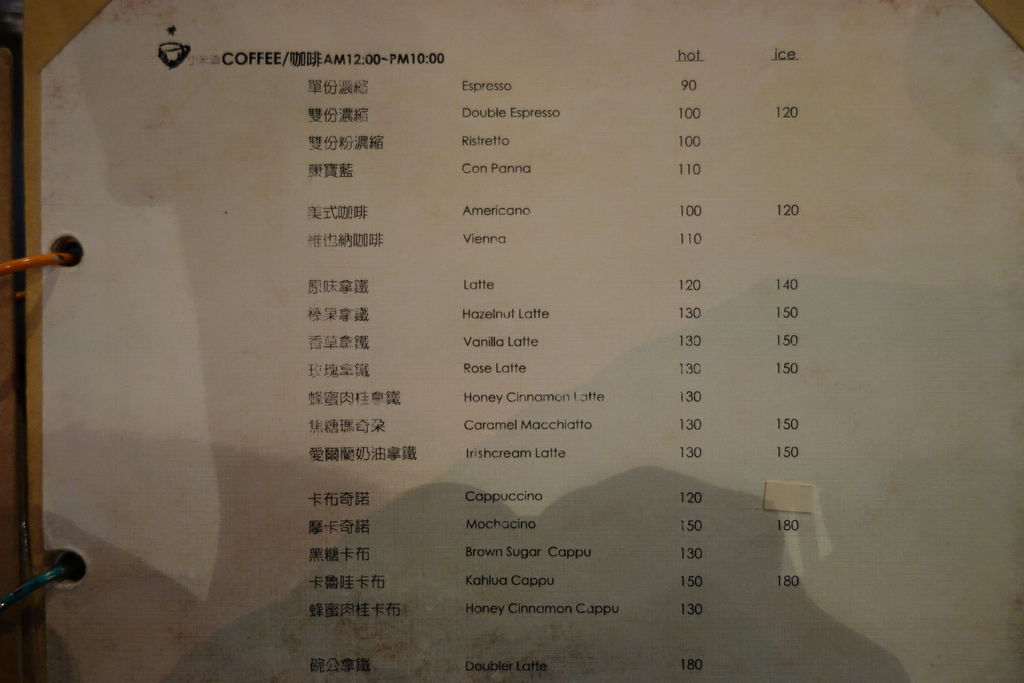 小米酒 COFFEE/咖啡 AM12:00~PM10:00 hot ice
單份濃縮 Espresso 90
雙份濃縮 Double Espresso 100 120
雙份粉濃縮 Ristretto 100
康寶藍 Con Panna 110
美式咖啡 Americano 100 120
維也納咖啡 Vienna 110
原味拿鐵 Latte 120 140
榛果拿鐵 Hazelnut Latte 130 150
香草拿鐵 Vanilla Latte 130 150
玫瑰拿鐵 Rose Latte 130 150
蜂蜜肉桂拿鐵 Honey Cinnamon Latte 130
焦糖瑪奇朵 Caramel Macchiatto 130 150
愛爾蘭奶油拿鐵 Irishcream Latte 130 150
卡布奇諾 Cappuccino 120
摩卡奇諾 Mochacino 150 180
黑糖卡布 Brown Sugar Cappu 130
卡魯哇卡布 Kahlua Cappu 150 180
蜂蜜肉桂卡布 Honey Cinnamon Cappu 130
碗公拿鐵 Doubler Latte 180